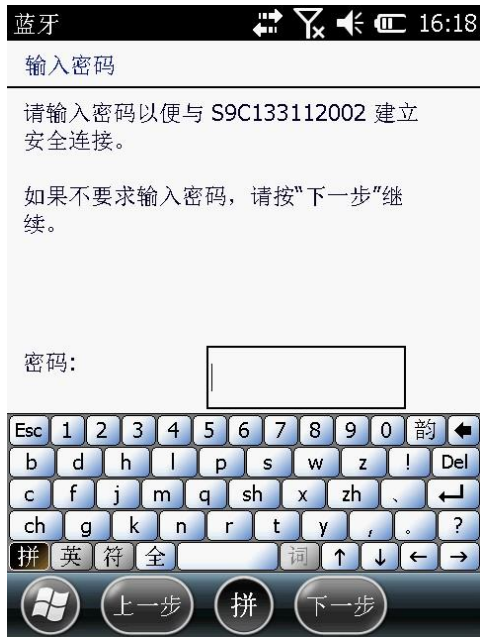 蓝牙 16:18
输入密码
请输入密码以便与 S9C133112002 建立
安全连接。
如果不要求输入密码，请按“下一步”继
续。
密码:
Esc 1 2 3 4 5 6 7 8 9 0 韵 🡄
b d h l p s w z ! Del
c f j m q sh x zh 、 ↵
ch g k n r t y , 。 ?
拼 英 符 全 词 ↑ ↓ ← →
上一步 拼 下一步